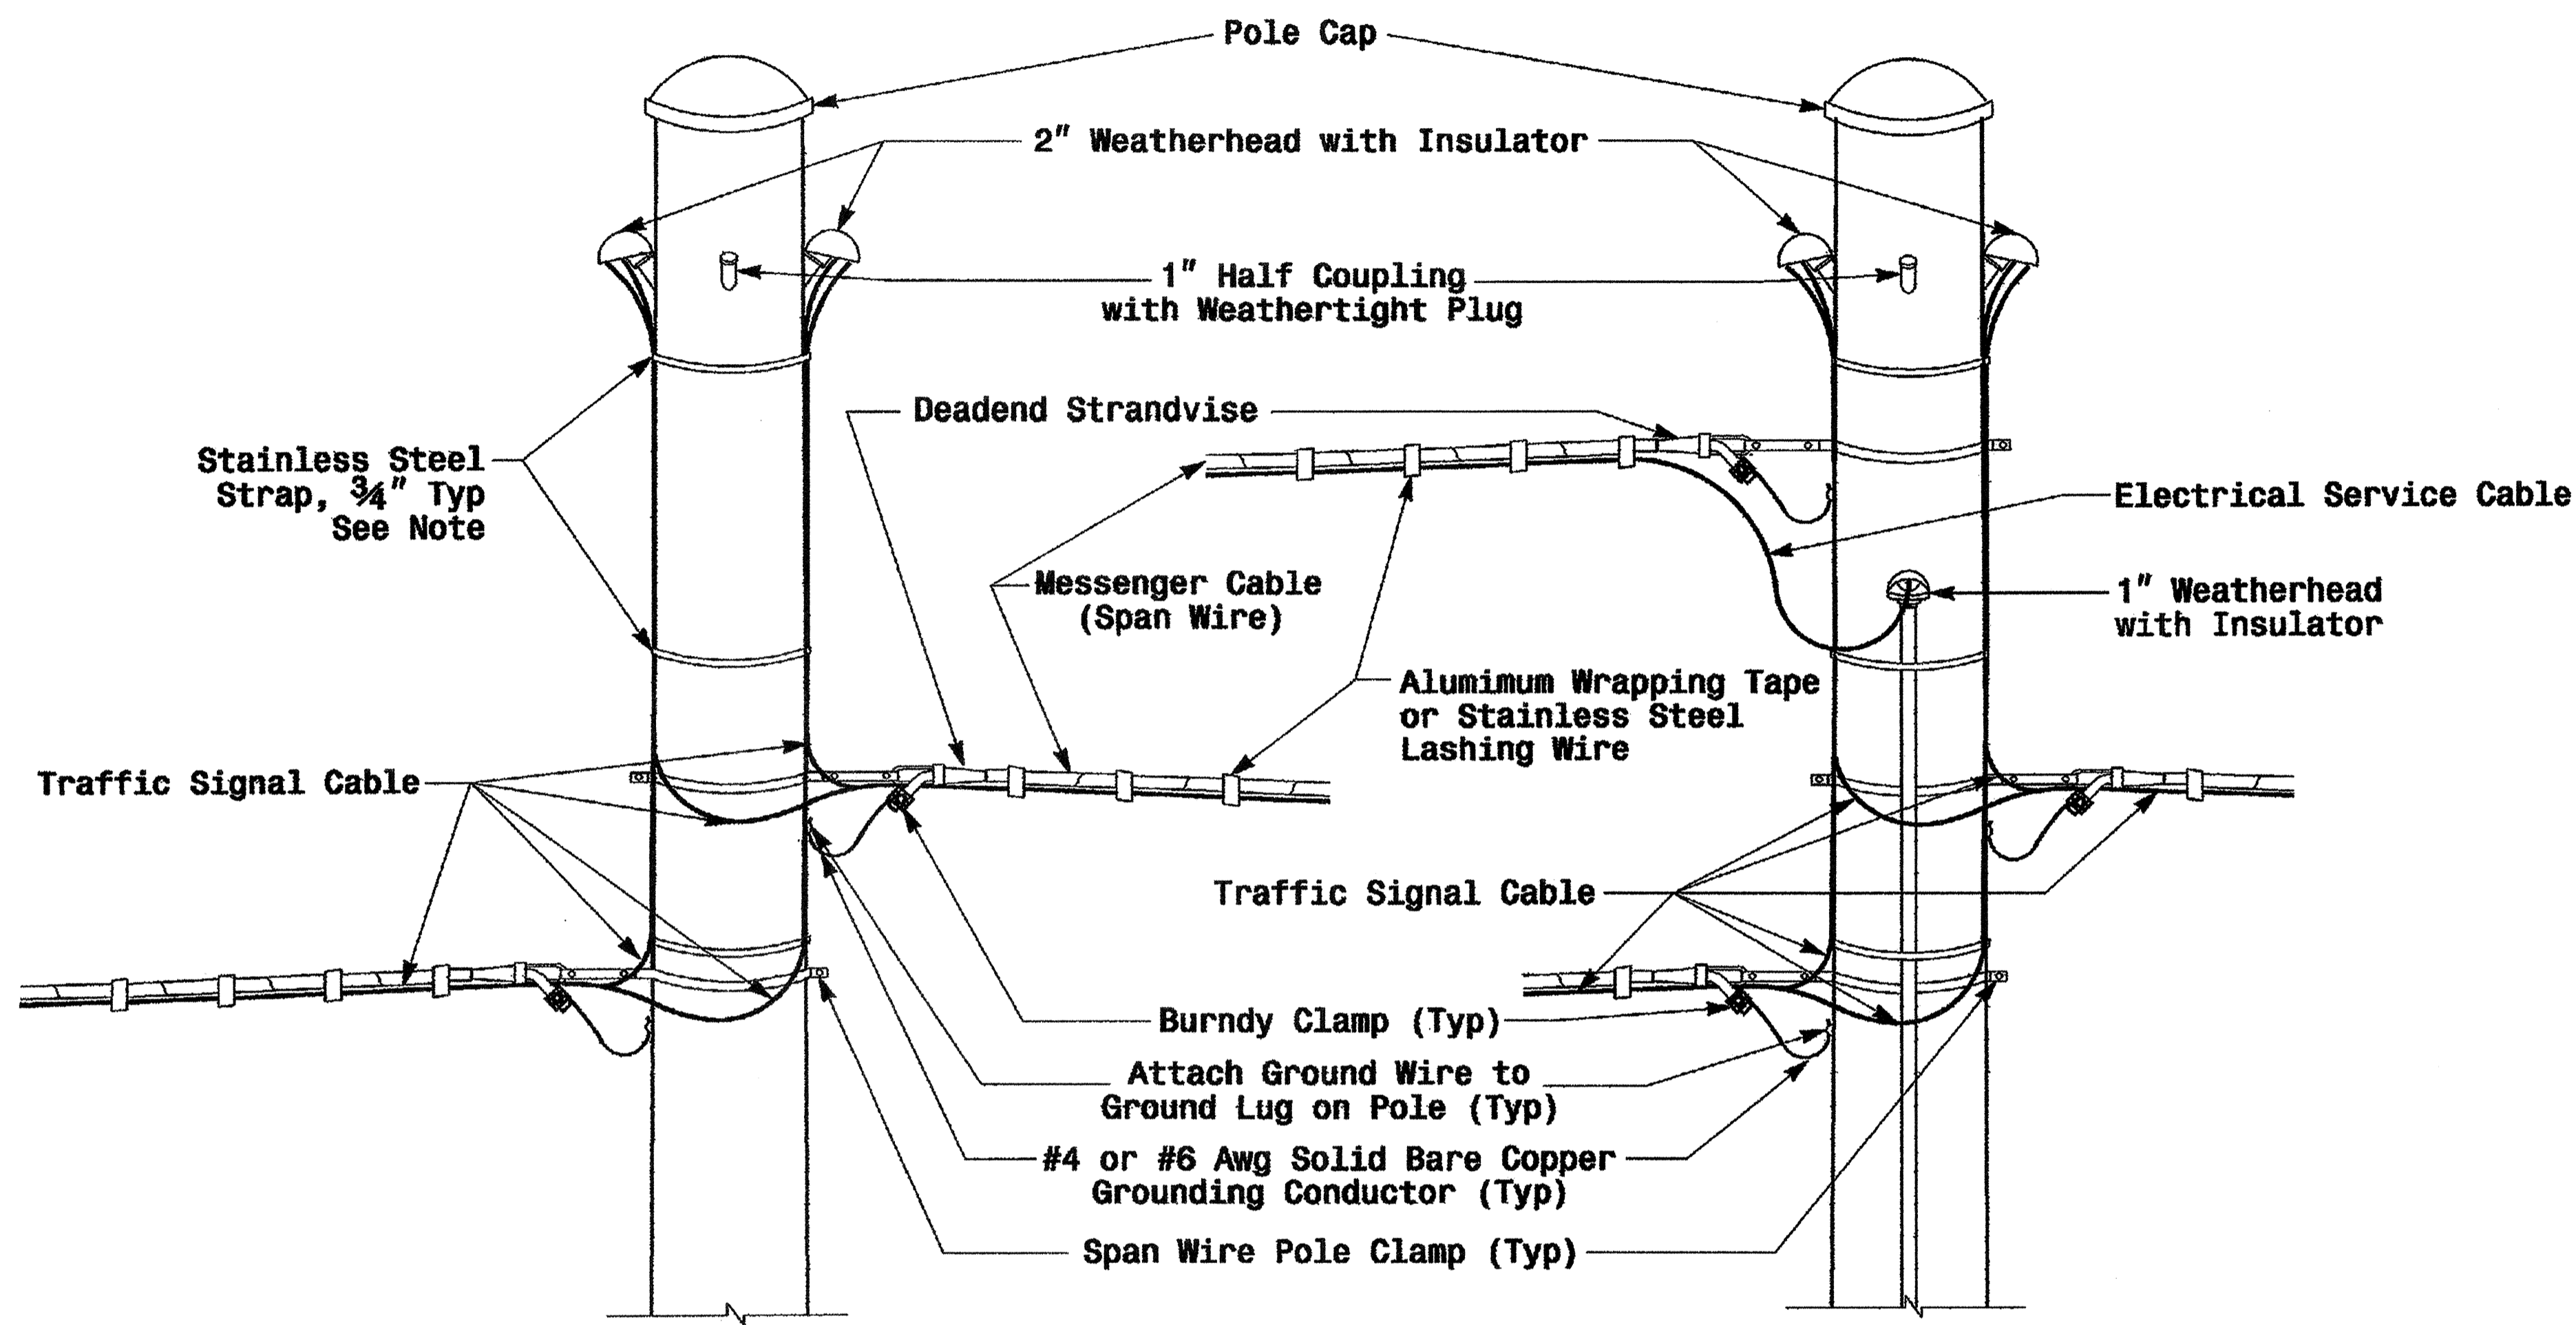 Pole Cap
2" Weatherhead with Insulator
1" Half Coupling
with Weathertight Plug
Deadend Strandvise
Stainless Steel
Strap, ¾" Typ
See Note
Electrical Service Cable
Messenger Cable
(Span Wire)
1" Weatherhead
with Insulator
Alumimum Wrapping Tape
or Stainless Steel
Lashing Wire
Traffic Signal Cable
Traffic Signal Cable
Burndy Clamp (Typ)
Attach Ground Wire to
Ground Lug on Pole (Typ)
#4 or #6 Awg Solid Bare Copper
Grounding Conductor (Typ)
Span Wire Pole Clamp (Typ)